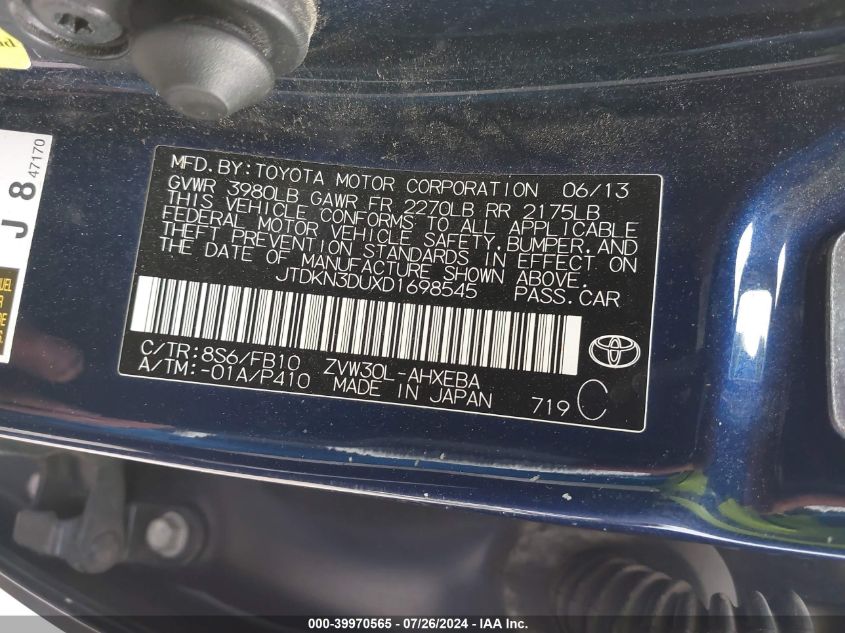 J 8 47170
MFD. BY: TOYOTA MOTOR CORPORATION 06/13
GVWR 3980LB GAWR FR 2270LB RR 2175LB
THIS VEHICLE CONFORMS TO ALL APPLICABLE
FEDERAL MOTOR VEHICLE SAFETY, BUMPER, AND
THEFT PREVENTION STANDARDS IN EFFECT ON
THE DATE OF MANUFACTURE SHOWN ABOVE.
JTDKN3DUXD1698545 PASS.CAR
C/TR:8S6/FB10 ZVW30L-AHXEBA
A/TM:-01A/P410 MADE IN JAPAN
719 C
000-39970565 - 07/26/2024 - IAA Inc.